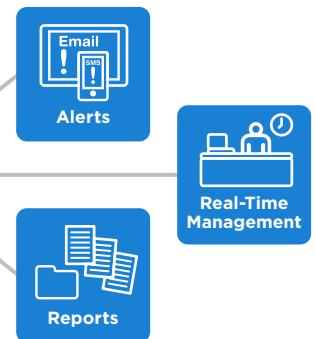 Email
!
SMS
!
Alerts
Real-Time
Management
Reports